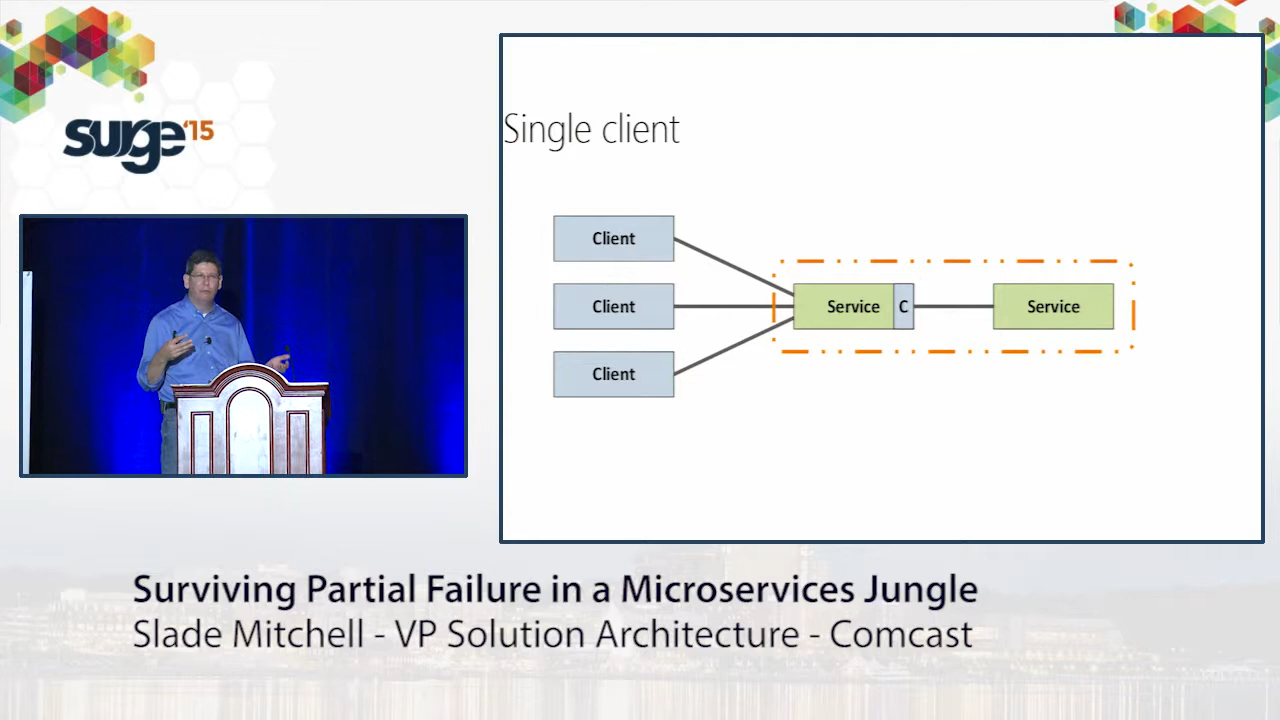 surge '15
Single client
Client
Client
Service C Service
Client
Surviving Partial Failure in a Microservices Jungle
Slade Mitchell - VP Solution Architecture - Comcast